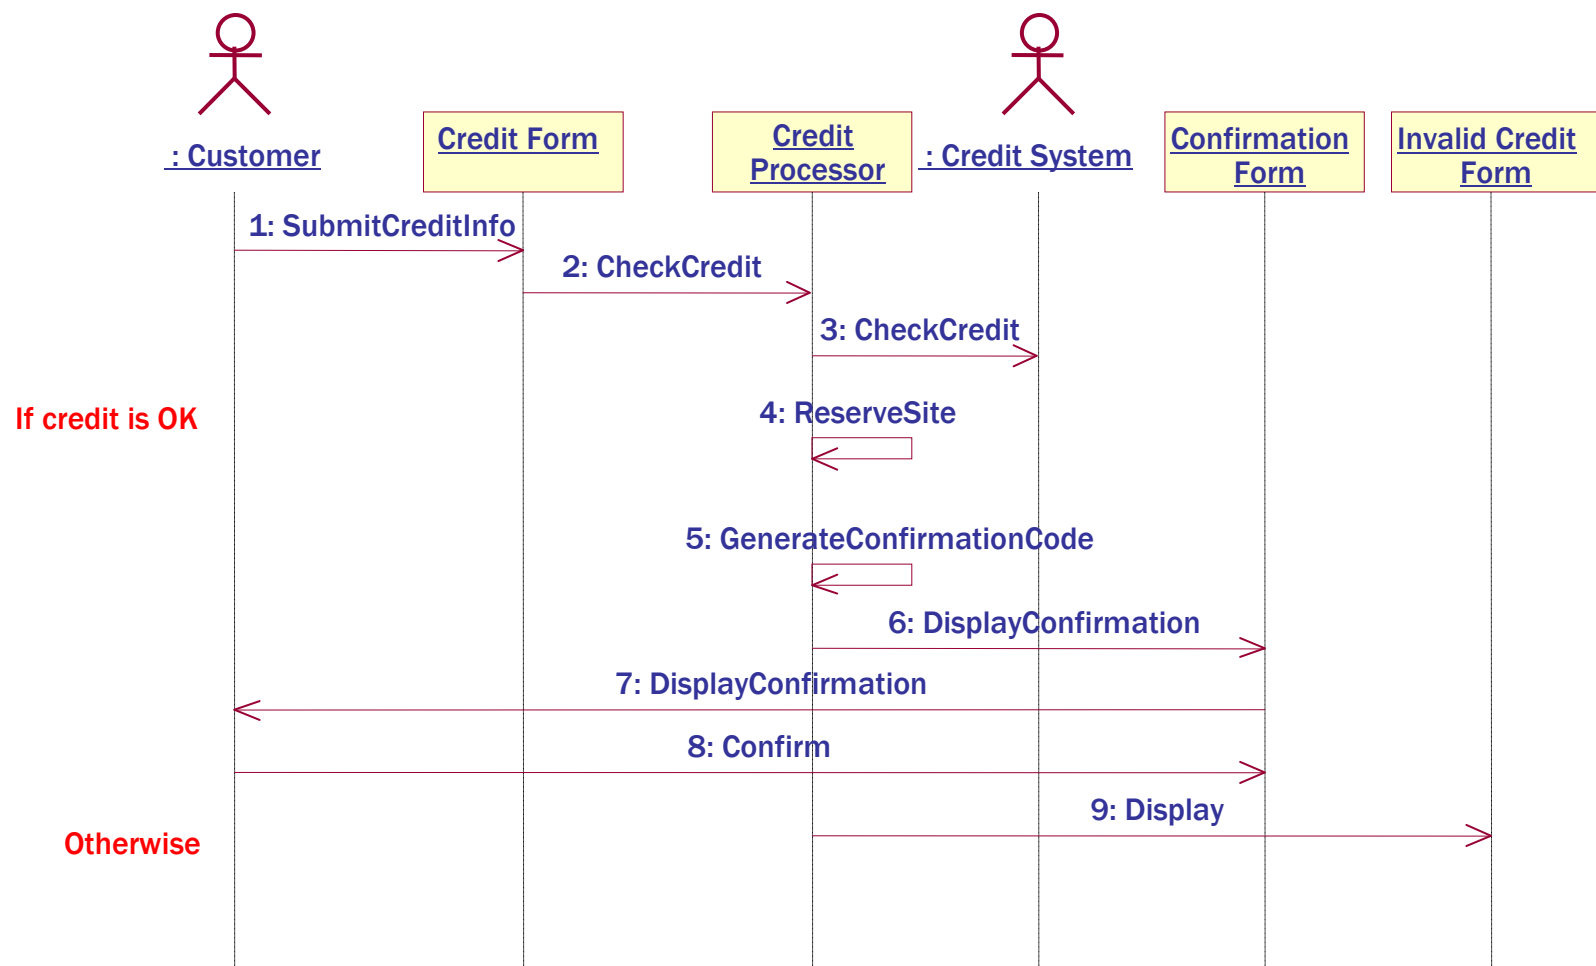 : Customer
Credit Form
Credit
Processor
: Credit System
Confirmation
Form
Invalid Credit
Form
1: SubmitCreditInfo
2: CheckCredit
3: CheckCredit
If credit is OK
4: ReserveSite
5: GenerateConfirmationCode
6: DisplayConfirmation
7: DisplayConfirmation
8: Confirm
9: Display
Otherwise